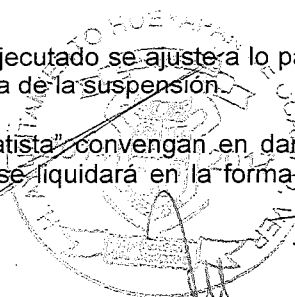 jecutado se ajuste a lo pa
a de la suspensión.
atista" convengan en dar
se liquidará en la forma